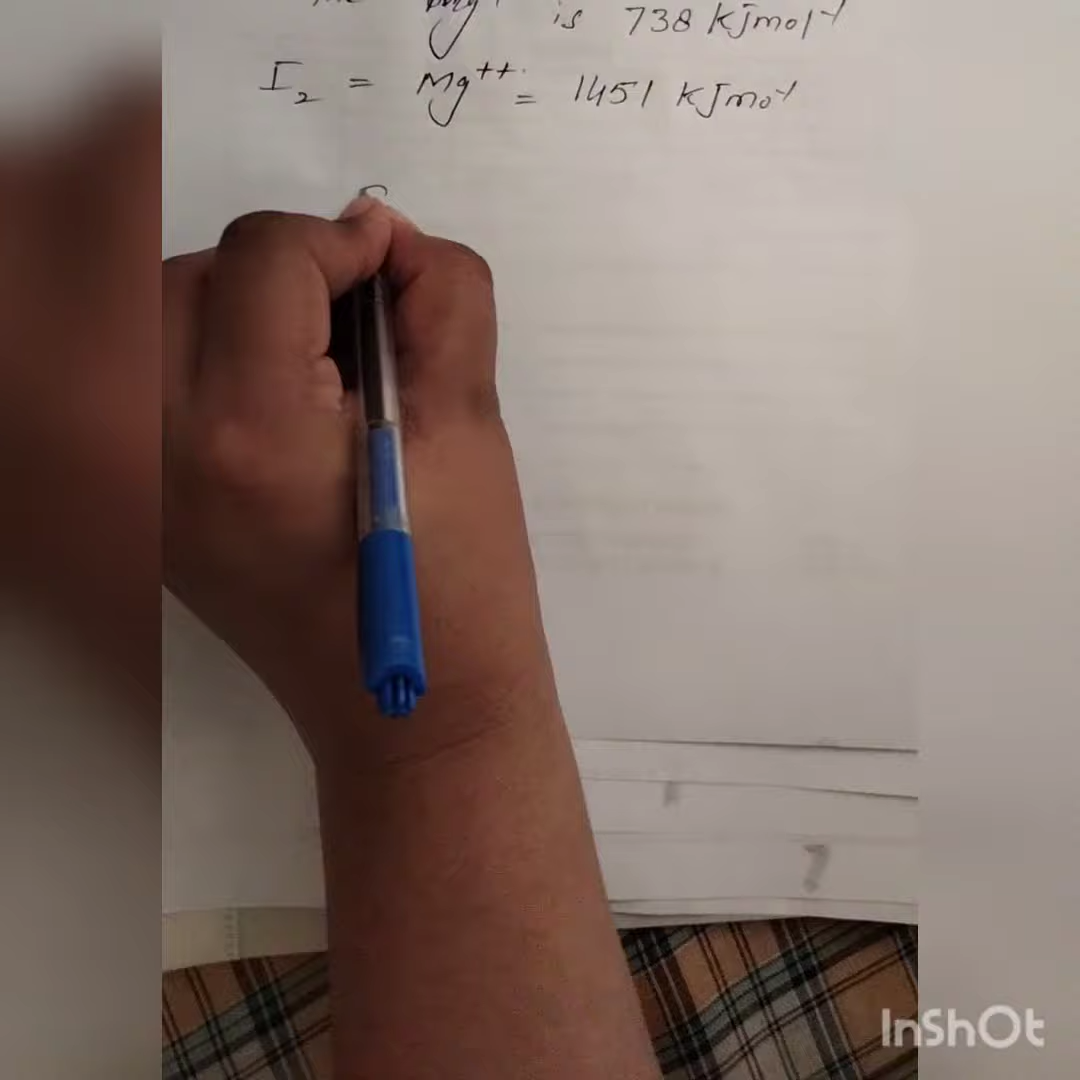 is 738 kJmol-1
I2 = Mg++ = 1451 kJmol-1
InShOt